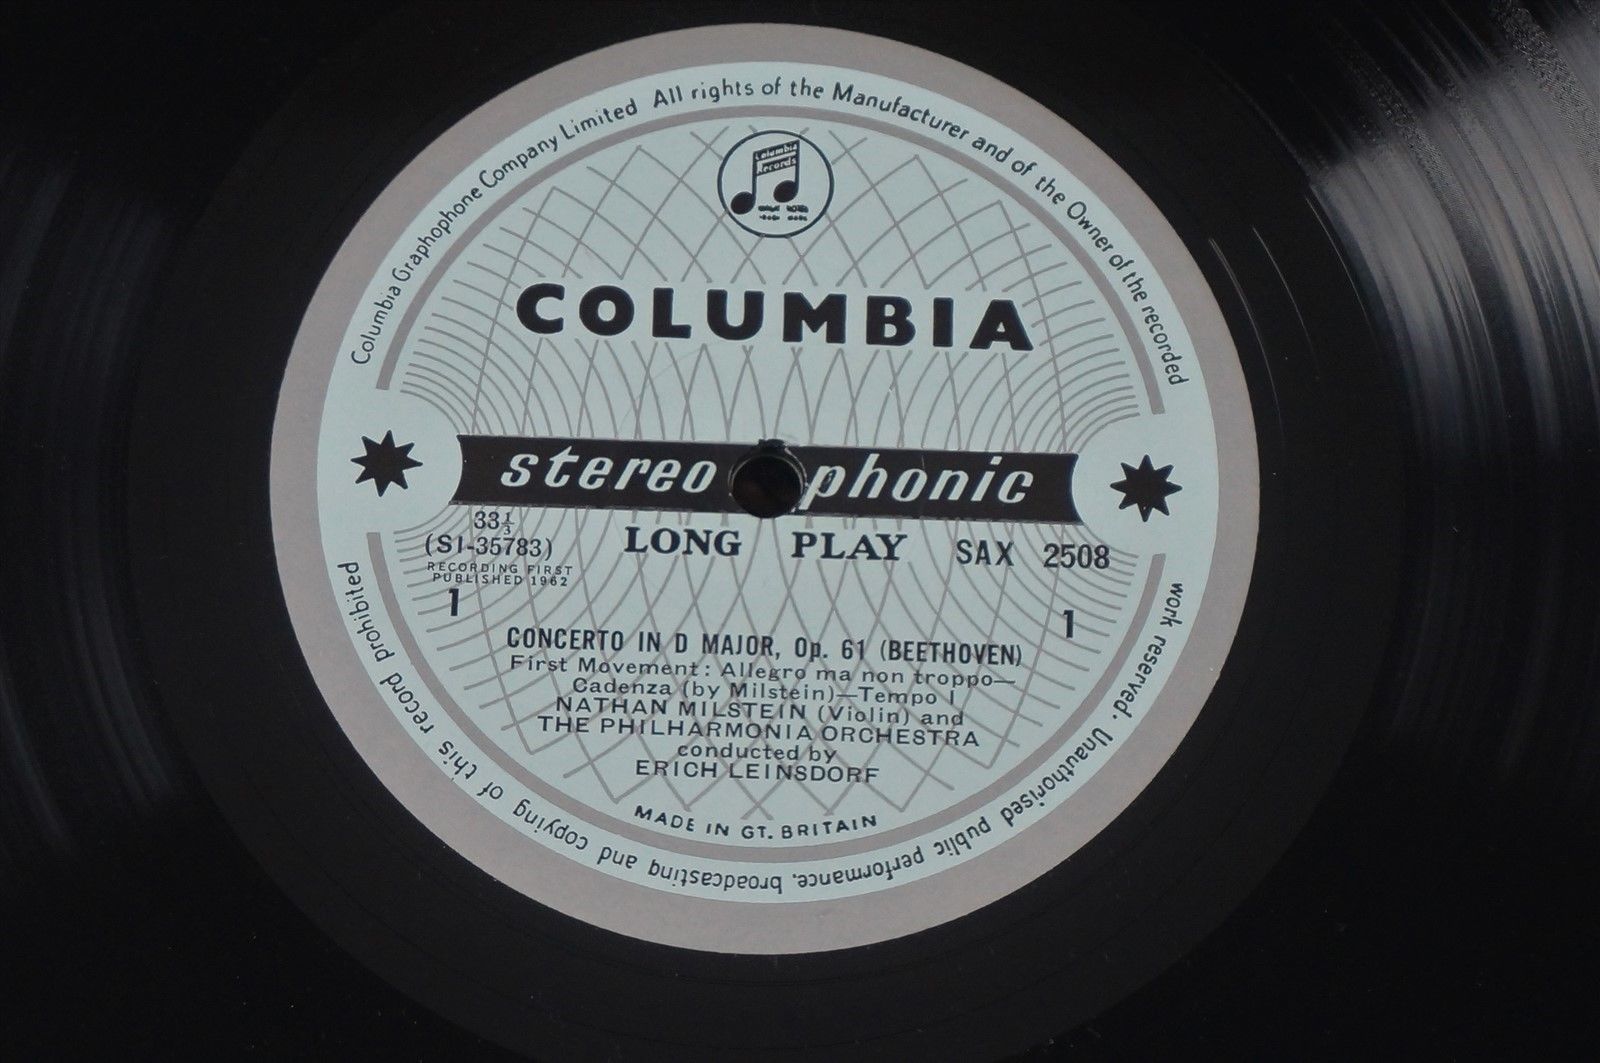 Columbia Graphophone Company Limited All rights of the Manufacturer and of the Owner of the recorded
work reserved. Unauthorised public performance, broadcasting and copying of this record prohibited
Columbia
Records
COLUMBIA
stereophonic
33⅓
(SI-35783)
RECORDING FIRST
PUBLISHED 1962
LONG PLAY
SAX 2508
1
1
CONCERTO IN D MAJOR, Op. 61 (BEETHOVEN)
First Movement: Allegro ma non troppo—
Cadenza (by Milstein)—Tempo I
NATHAN MILSTEIN (Violin) and
THE PHILHARMONIA ORCHESTRA
conducted by
ERICH LEINSDORF
MADE IN GT. BRITAIN